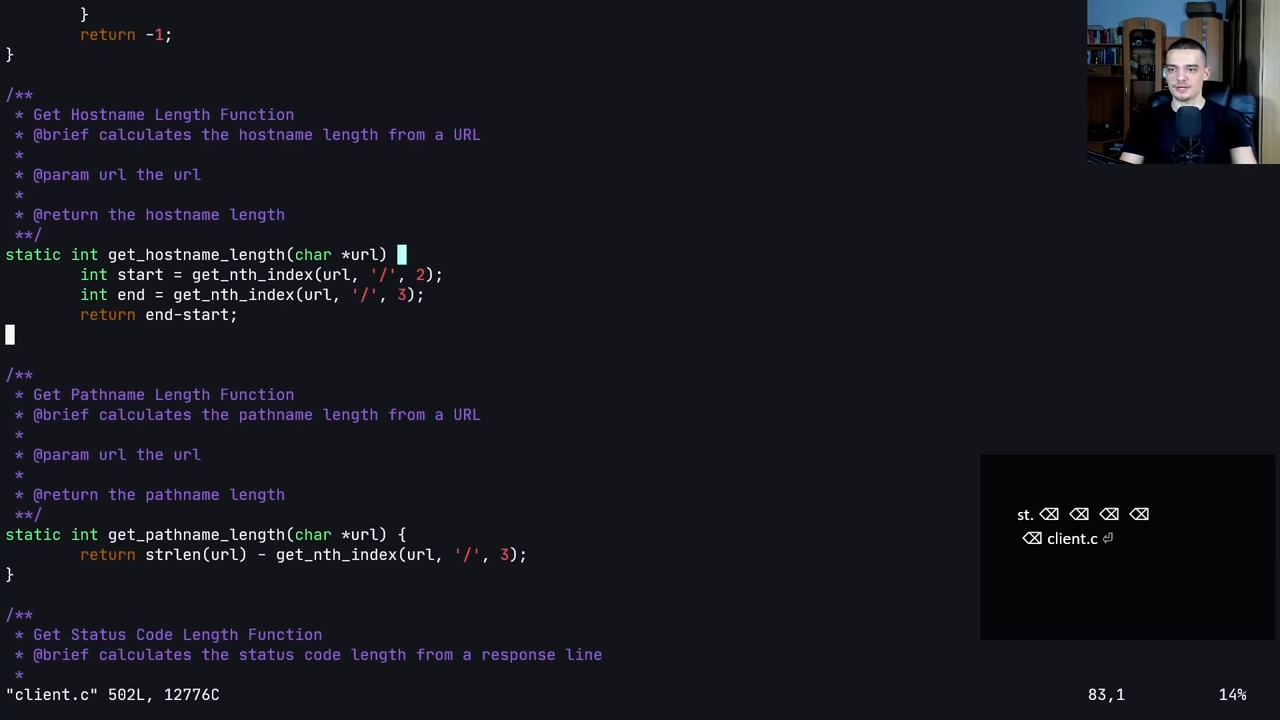 }
        return -1;
}
/**
 * Get Hostname Length Function
 * @brief calculates the hostname length from a URL
 *
 * @param url the url
 *
 * @return the hostname length
 **/
static int get_hostname_length(char *url) {
        int start = get_nth_index(url, '/', 2);
        int end = get_nth_index(url, '/', 3);
        return end-start;
/**
 * Get Pathname Length Function
 * @brief calculates the pathname length from a URL
 *
 * @param url the url
 *
 * @return the pathname length
 **/
static int get_pathname_length(char *url) {
        return strlen(url) - get_nth_index(url, '/', 3);
}
/**
 * Get Status Code Length Function
 * @brief calculates the status code length from a response line
 *
"client.c" 502L, 12776C 83,1 14%
st. ⌫ ⌫ ⌫ ⌫
⌫ client.c ⏎